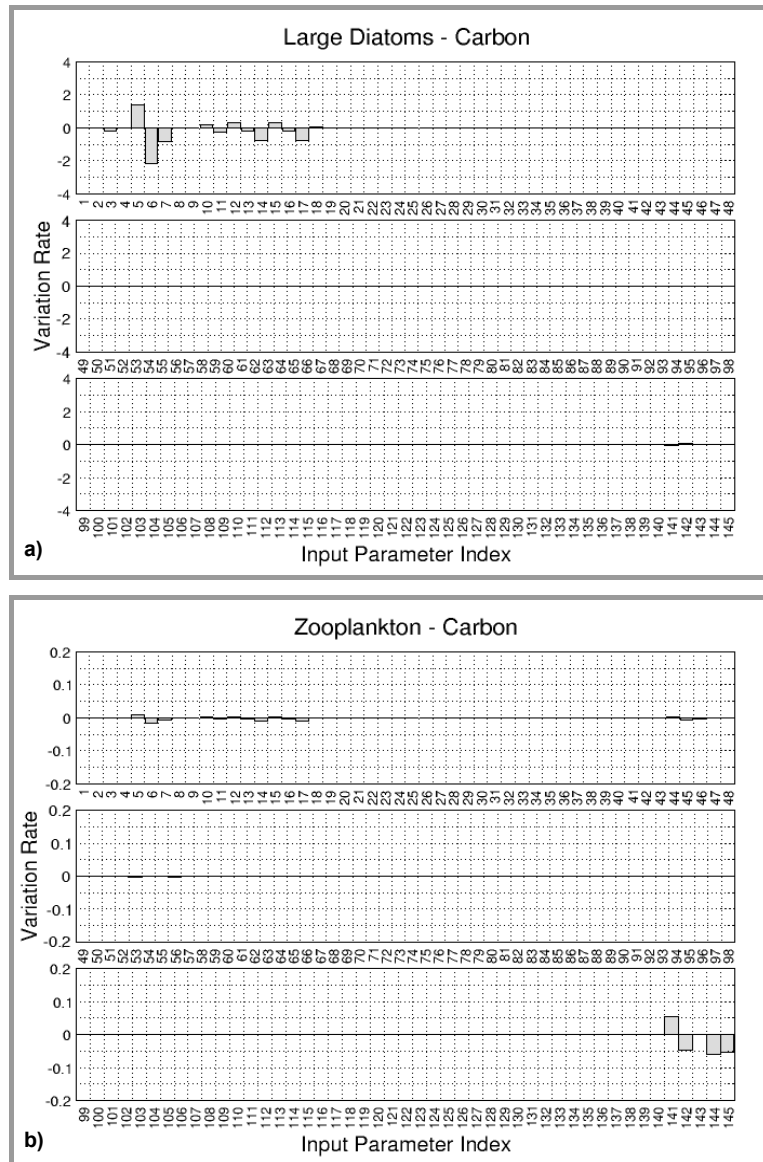 Large Diatoms - Carbon
4
2
0
-2
-4
1 2 3 4 5 6 7 8 9 10 11 12 13 14 15 16 17 18 19 20 21 22 23 24 25 26 27 28 29 30 31 32 33 34 35 36 37 38 39 40 41 42 43 44 45 46 47 48
4
2
0
-2
-4
49 50 51 52 53 54 55 56 57 58 59 60 61 62 63 64 66 67 68 69 70 71 72 73 74 75 76 77 78 79 81 82 83 84 85 86 87 88 89 90 91 92 93 94 95 96 97 98
4
2
0
-2
-4
99 100 101 102 103 104 105 106 107 108 109 110 111 112 113 114 115 116 117 118 119 120 121 122 123 124 125 126 127 128 129 130 131 132 133 134 135 136 137 138 139 140 141 142 143 144 145
Variation Rate
Input Parameter Index
a)
Zooplankton - Carbon
0.2
0.1
0
-0.1
-0.2
1 2 3 4 5 6 7 8 9 10 11 12 13 14 15 16 17 18 19 20 21 22 23 24 25 26 27 28 29 30 31 32 33 34 35 36 37 38 39 40 41 42 43 44 45 46 47 48
0.2
0.1
0
-0.1
-0.2
49 50 51 52 53 54 55 56 57 58 59 60 61 62 63 64 66 67 68 69 70 71 72 73 74 75 76 77 78 79 81 82 83 84 85 86 87 88 89 90 91 92 93 94 95 96 97 98
0.2
0.1
0
-0.1
-0.2
99 100 101 102 103 104 105 106 107 108 109 110 111 112 113 114 115 116 117 118 119 120 121 122 123 124 125 126 127 128 129 130 131 132 133 134 135 136 137 138 139 140 141 142 143 144 145
Variation Rate
Input Parameter Index
b)